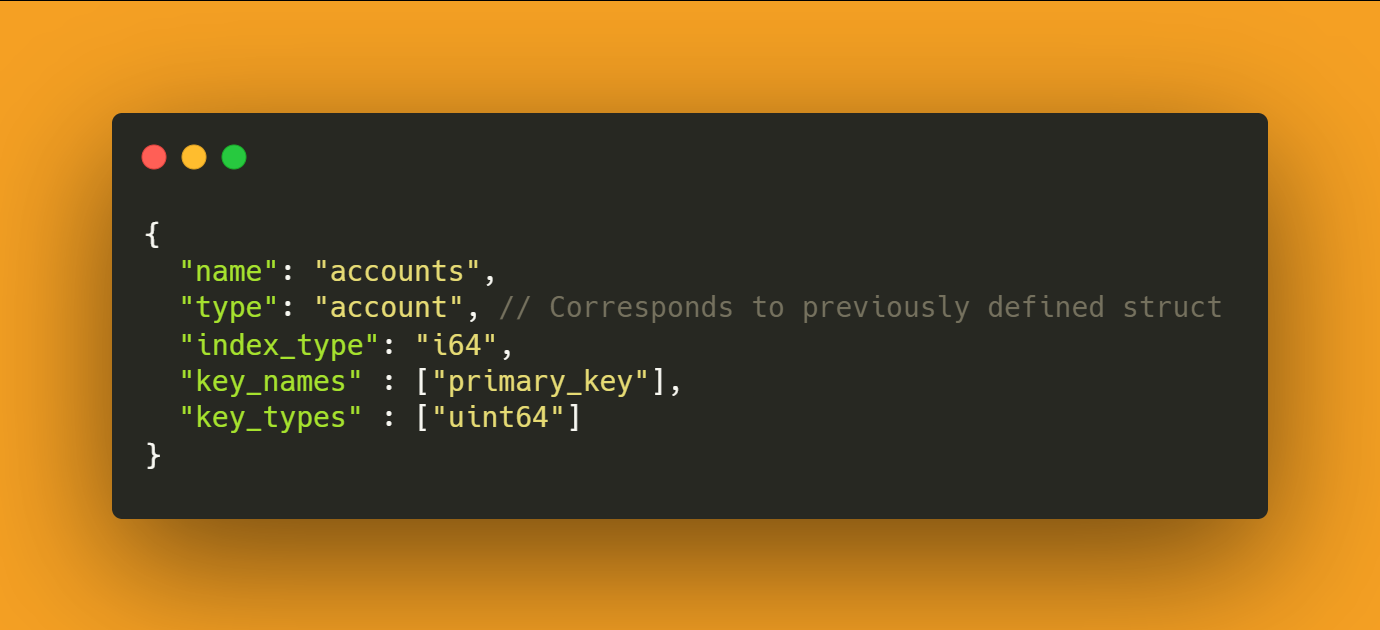 {
  "name": "accounts",
  "type": "account", // Corresponds to previously defined struct
  "index_type": "i64",
  "key_names" : ["primary_key"],
  "key_types" : ["uint64"]
}